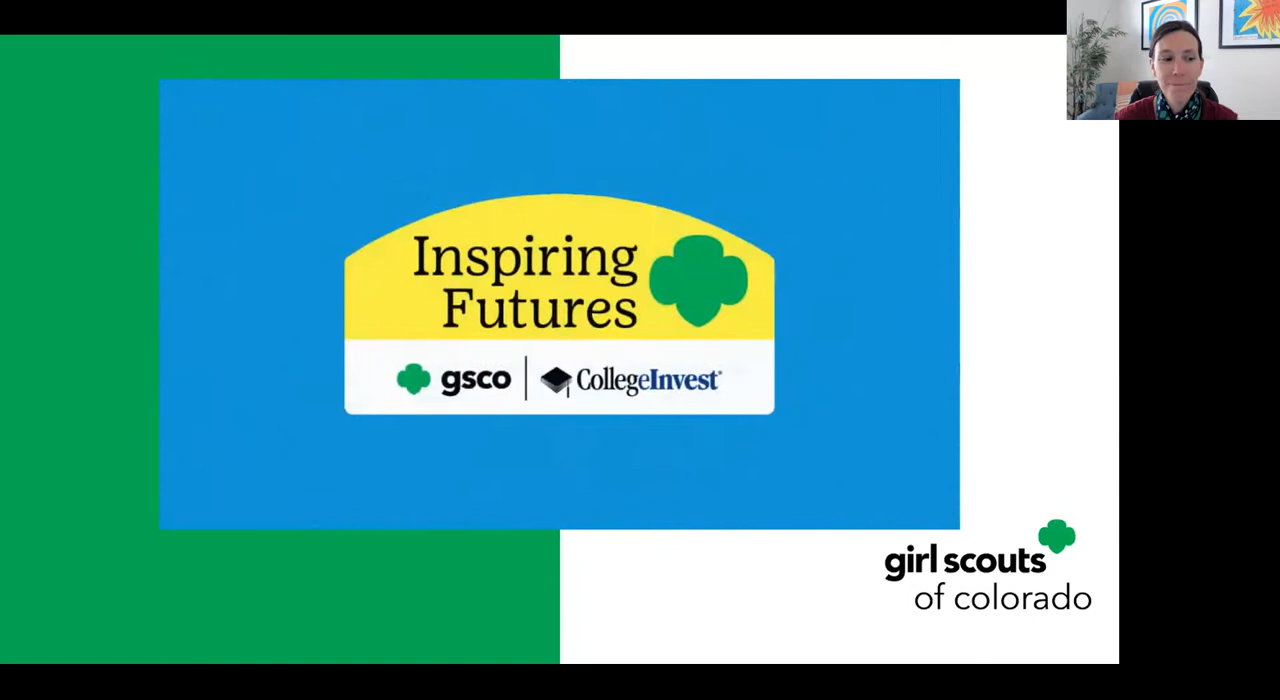 Inspiring
Futures
gsco
CollegeInvest®
girl scouts
of colorado